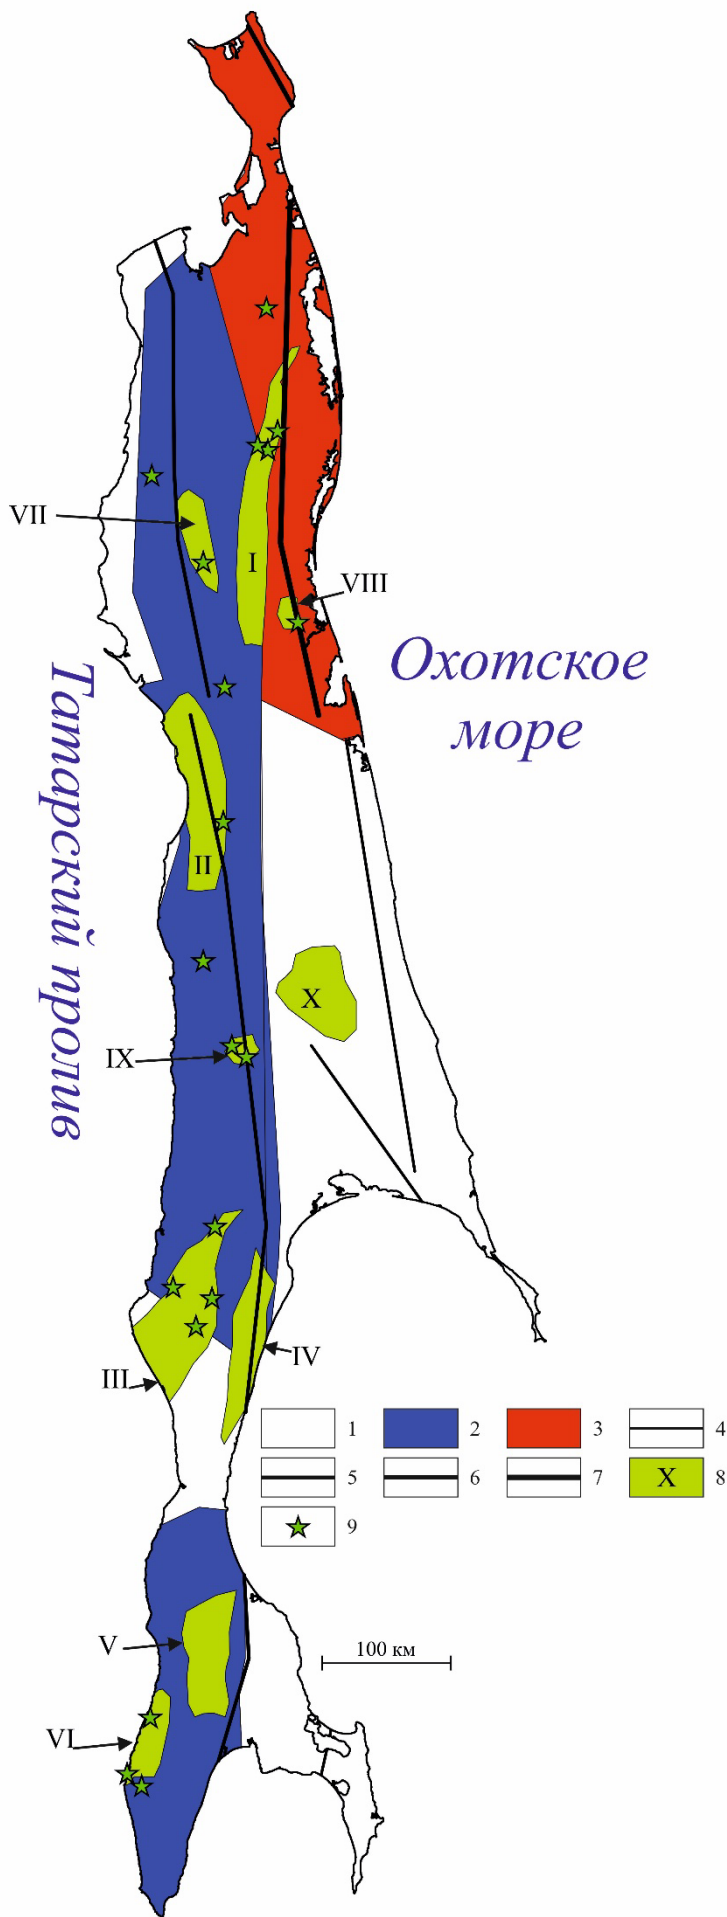 VII
I
VIII
Охотское
море
Татарский пролив
II
X
IX
IV
III
1
2
3
4
5
6
7
X
8
9
V
100 км
VI